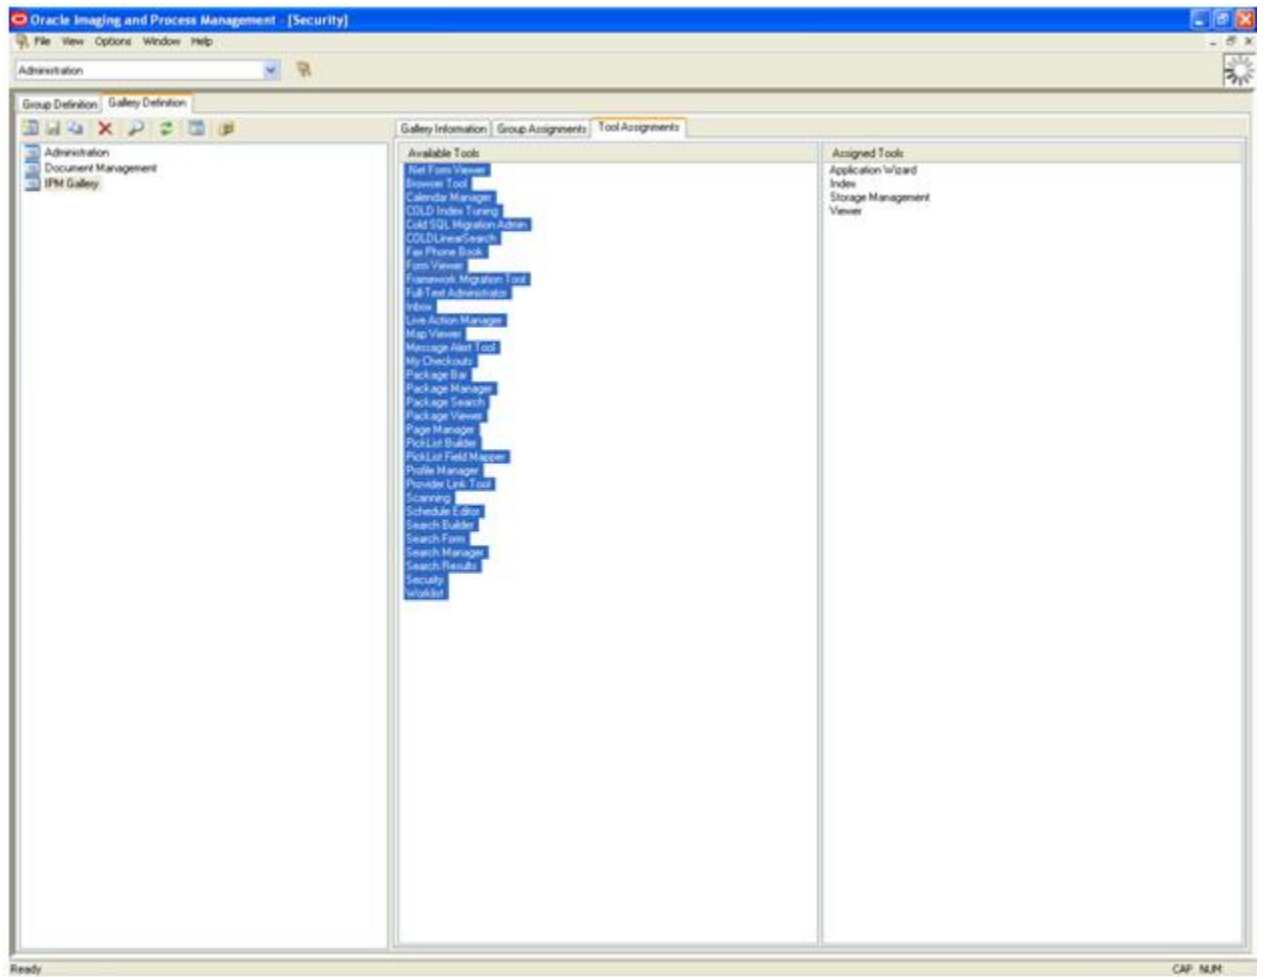 Oracle Imaging and Process Management - [Security]
File View Options Window Help
Administration
Group Definition Gallery Definition
Gallery Information Group Assignments Tool Assignments
Administration
Document Management
IPM Gallery
Available Tools
.Net Form Viewer
Browser Tool
Calendar Manager
COLD Index Tuning
Cold SQL Migration Admin
COLDLinearSearch
Fax Phone Book
Form Viewer
Framework Migration Tool
Full-Text Administrator
Inbox
Live Action Manager
Map Viewer
Message Alert Tool
My Checkouts
Package Bar
Package Manager
Package Search
Package Viewer
Page Manager
PickList Builder
PickList Field Mapper
Profile Manager
Provider Link Tool
Scanning
Schedule Editor
Search Builder
Search Form
Search Manager
Search Results
Security
Worklist
Assigned Tools
Application Wizard
Index
Storage Management
Viewer
Ready
CAP NUM